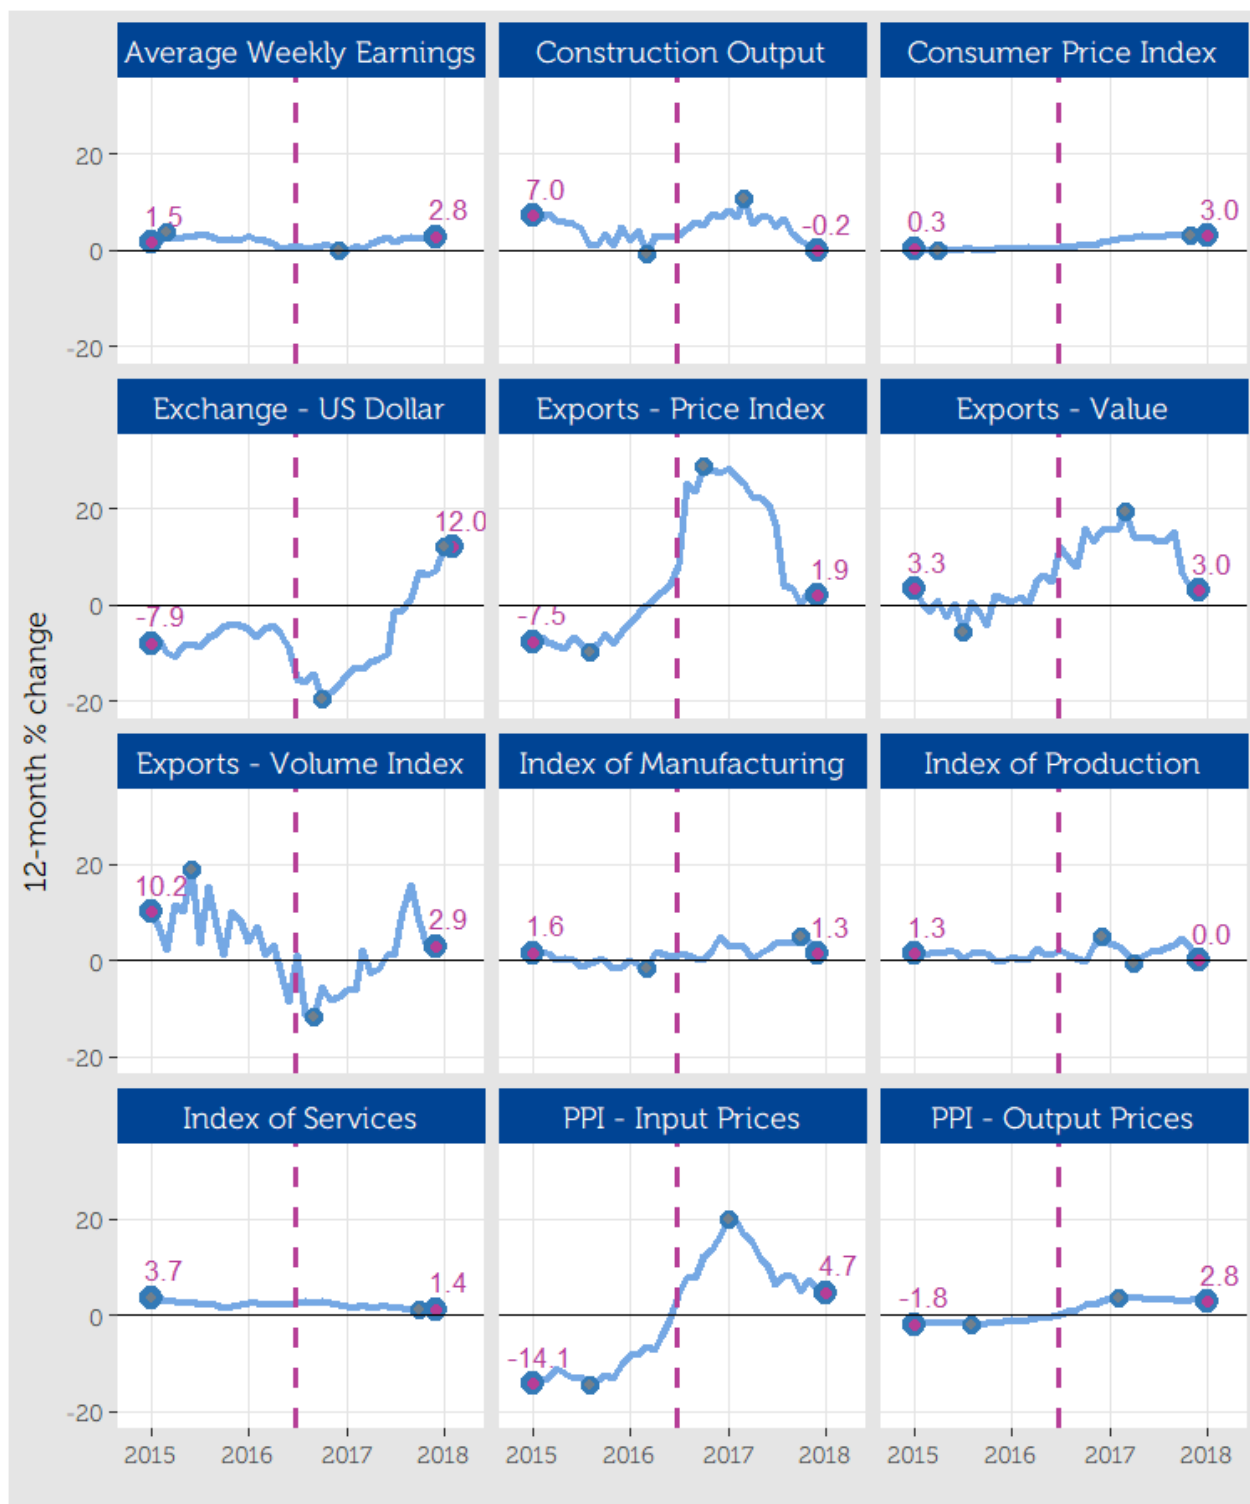 Average Weekly Earnings
Construction Output
Consumer Price Index
20
0
-20
1.5
2.8
7.0
-0.2
0.3
3.0
Exchange - US Dollar
Exports - Price Index
Exports - Value
20
0
-20
-7.9
12.0
-7.5
1.9
3.3
3.0
12-month % change
Exports - Volume Index
Index of Manufacturing
Index of Production
20
0
-20
10.2
2.9
1.6
1.3
1.3
0.0
Index of Services
PPI - Input Prices
PPI - Output Prices
20
0
-20
3.7
1.4
-14.1
4.7
-1.8
2.8
2015 2016 2017 2018
2015 2016 2017 2018
2015 2016 2017 2018